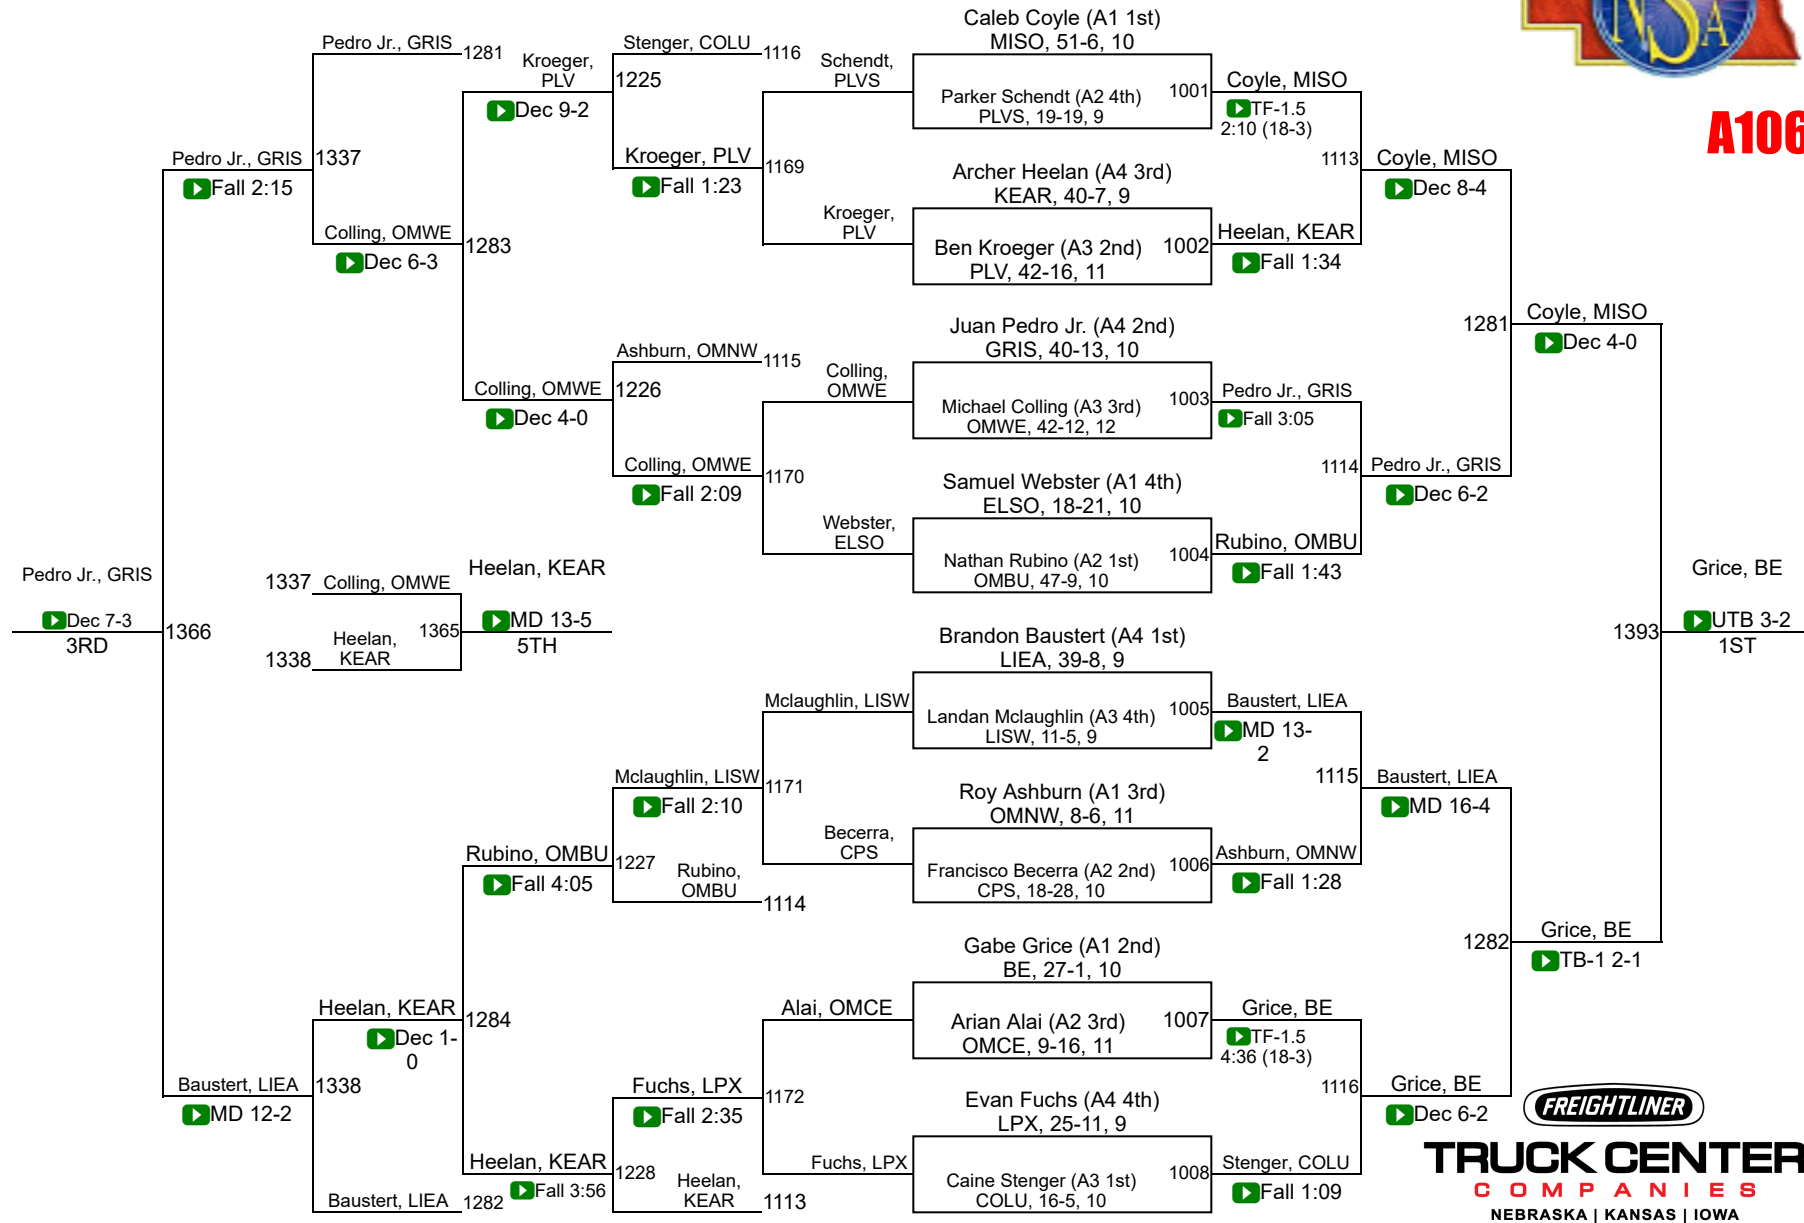 NSA
A106
Pedro Jr., GRIS
Dec 7-3
3RD
1366
Pedro Jr., GRIS
Fall 2:15
1337
Pedro Jr., GRIS
1281
Colling, OMWE
Dec 6-3
1283
Kroeger,
PLV
Dec 9-2
1225
Stenger, COLU
1116
Kroeger, PLV
Fall 1:23
1169
Schendt,
PLVS
Kroeger,
PLV
Colling, OMWE
Dec 4-0
1226
Ashburn, OMNW
1115
Colling, OMWE
Fall 2:09
1170
Colling,
OMWE
Webster,
ELSO
1337
Colling, OMWE
1338
Heelan,
KEAR
1365
Heelan, KEAR
MD 13-5
5TH
Baustert, LIEA
MD 12-2
1338
Heelan, KEAR
Dec 1-
0
1284
Baustert, LIEA
1282
Rubino, OMBU
Fall 4:05
1227
Mclaughlin, LISW
Fall 2:10
1171
Rubino,
OMBU
1114
Mclaughlin, LISW
Becerra,
CPS
Heelan, KEAR
Fall 3:56
1228
Fuchs, LPX
Fall 2:35
1172
Heelan,
KEAR
1113
Alai, OMCE
Fuchs, LPX
Caleb Coyle (A1 1st)
MISO, 51-6, 10
Parker Schendt (A2 4th)
PLVS, 19-19, 9
1001
Archer Heelan (A4 3rd)
KEAR, 40-7, 9
Ben Kroeger (A3 2nd)
PLV, 42-16, 11
1002
Juan Pedro Jr. (A4 2nd)
GRIS, 40-13, 10
Michael Colling (A3 3rd)
OMWE, 42-12, 12
1003
Samuel Webster (A1 4th)
ELSO, 18-21, 10
Nathan Rubino (A2 1st)
OMBU, 47-9, 10
1004
Brandon Baustert (A4 1st)
LIEA, 39-8, 9
Landan Mclaughlin (A3 4th)
LISW, 11-5, 9
1005
Roy Ashburn (A1 3rd)
OMNW, 8-6, 11
Francisco Becerra (A2 2nd)
CPS, 18-28, 10
1006
Gabe Grice (A1 2nd)
BE, 27-1, 10
Arian Alai (A2 3rd)
OMCE, 9-16, 11
1007
Evan Fuchs (A4 4th)
LPX, 25-11, 9
Caine Stenger (A3 1st)
COLU, 16-5, 10
1008
Coyle, MISO
TF-1.5
2:10 (18-3)
1113
Heelan, KEAR
Fall 1:34
Pedro Jr., GRIS
Fall 3:05
1114
Rubino, OMBU
Fall 1:43
Baustert, LIEA
MD 13-
2
1115
Ashburn, OMNW
Fall 1:28
Grice, BE
TF-1.5
4:36 (18-3)
1116
Stenger, COLU
Fall 1:09
Coyle, MISO
Dec 8-4
1281
Pedro Jr., GRIS
Dec 6-2
Baustert, LIEA
MD 16-4
1282
Grice, BE
Dec 6-2
Coyle, MISO
Dec 4-0
1393
Grice, BE
TB-1 2-1
Grice, BE
UTB 3-2
1ST
FREIGHTLINER
TRUCK CENTER
COMPANIES
NEBRASKA | KANSAS | IOWA